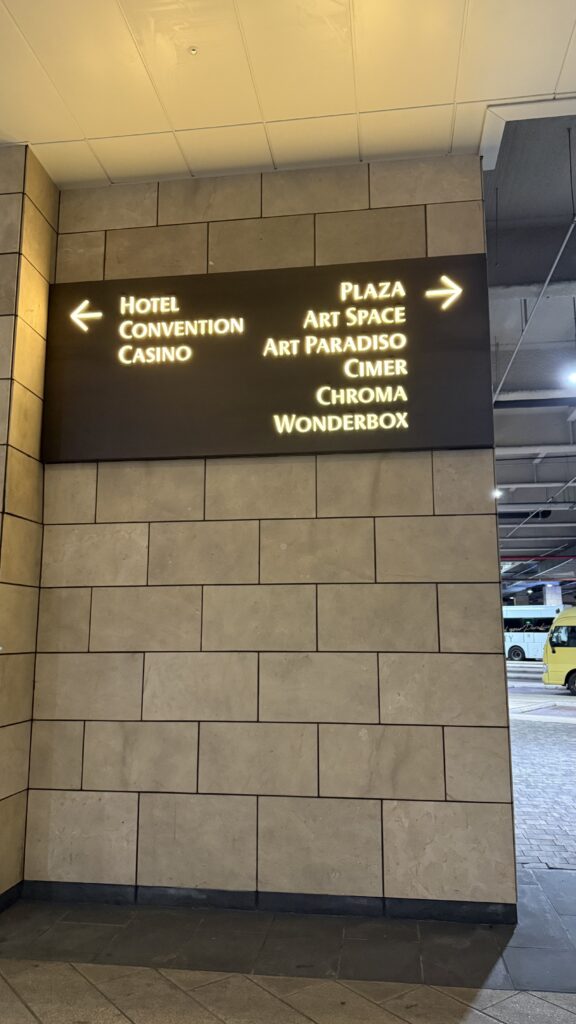 Hotel
Convention
Casino
Plaza
Art Space
Art Paradiso
Cimer
Chroma
Wonderbox